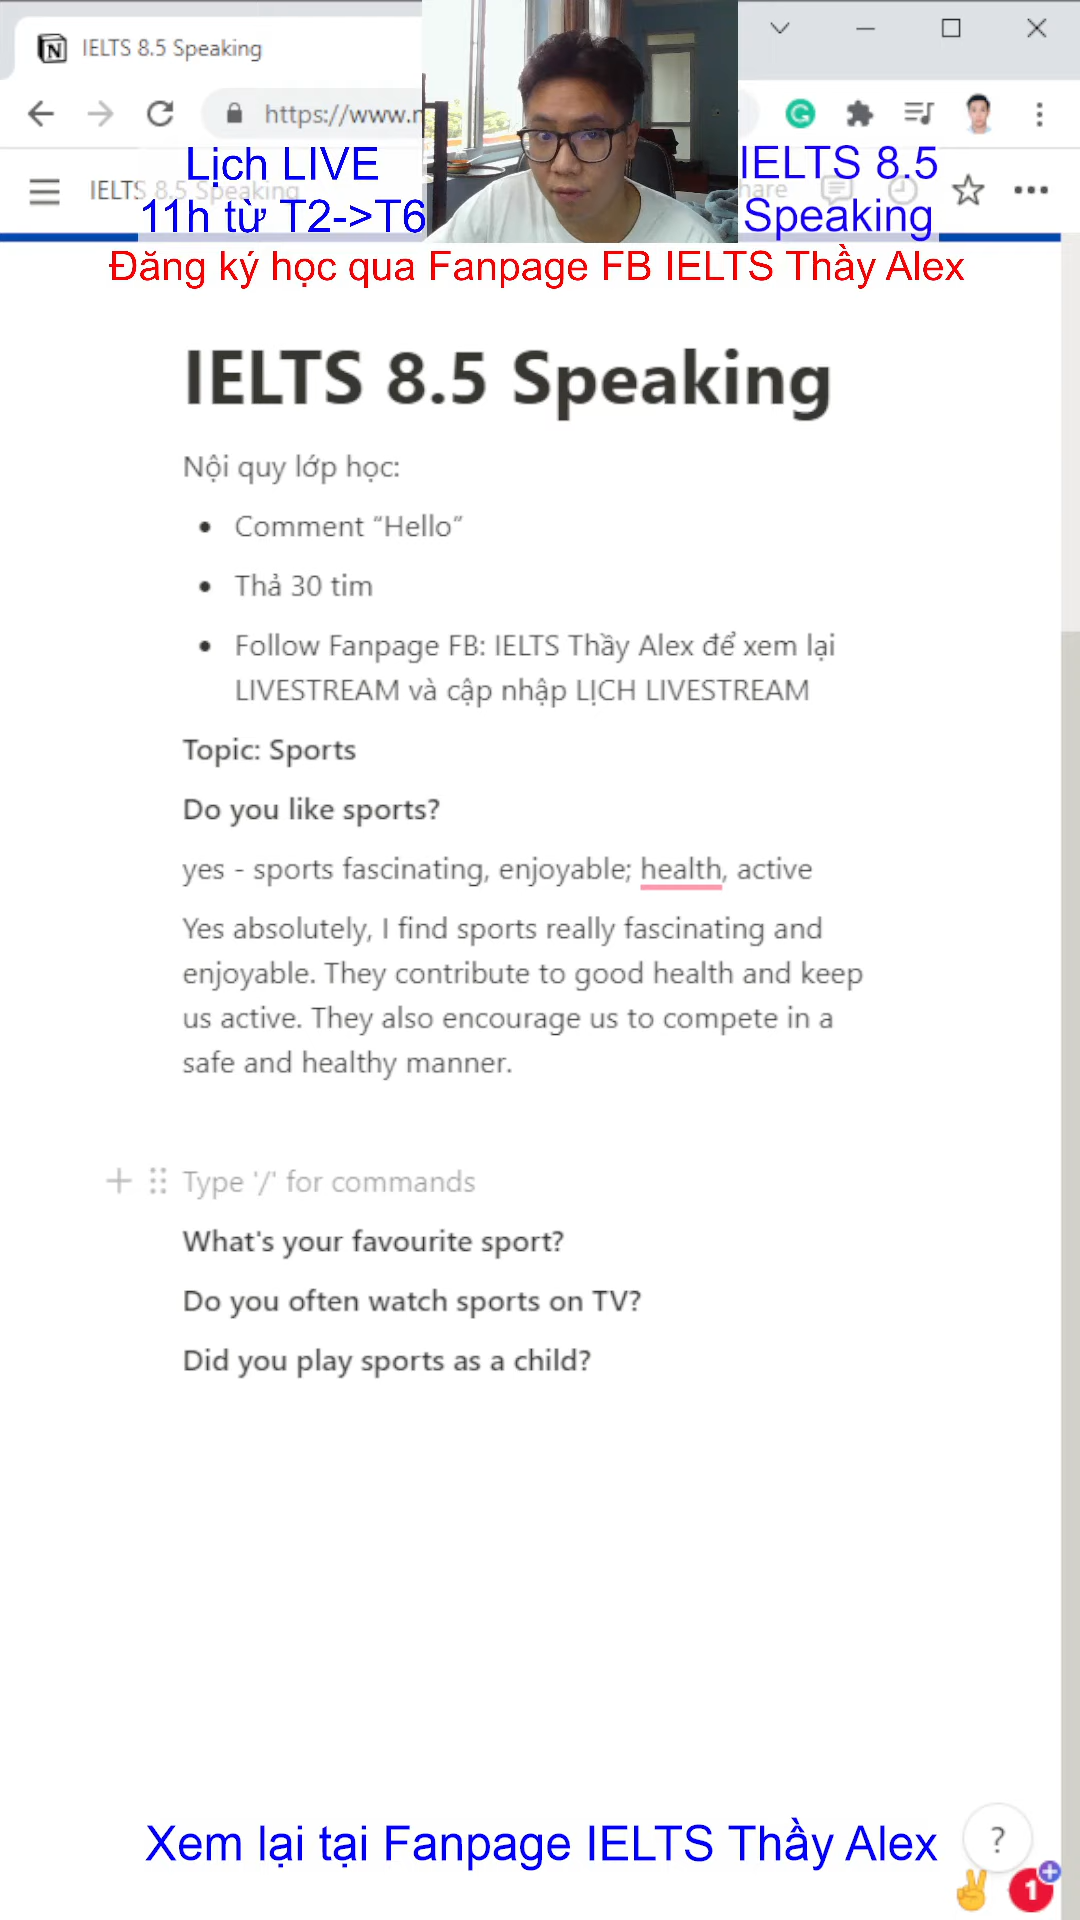 IELTS 8.5 Speaking
https://www.
Lịch LIVE
11h từ T2->T6
IELTS 8.5 Speaking
IELTS 8.5
Speaking
Đăng ký học qua Fanpage FB IELTS Thầy Alex
IELTS 8.5 Speaking
Nội quy lớp học:
Comment “Hello”
Thả 30 tim
Follow Fanpage FB: IELTS Thầy Alex để xem lại
LIVESTREAM và cập nhập LỊCH LIVESTREAM
Topic: Sports
Do you like sports?
yes - sports fascinating, enjoyable; health, active
Yes absolutely, I find sports really fascinating and
enjoyable. They contribute to good health and keep
us active. They also encourage us to compete in a
safe and healthy manner.
Type '/' for commands
What's your favourite sport?
Do you often watch sports on TV?
Did you play sports as a child?
Xem lại tại Fanpage IELTS Thầy Alex
?
1